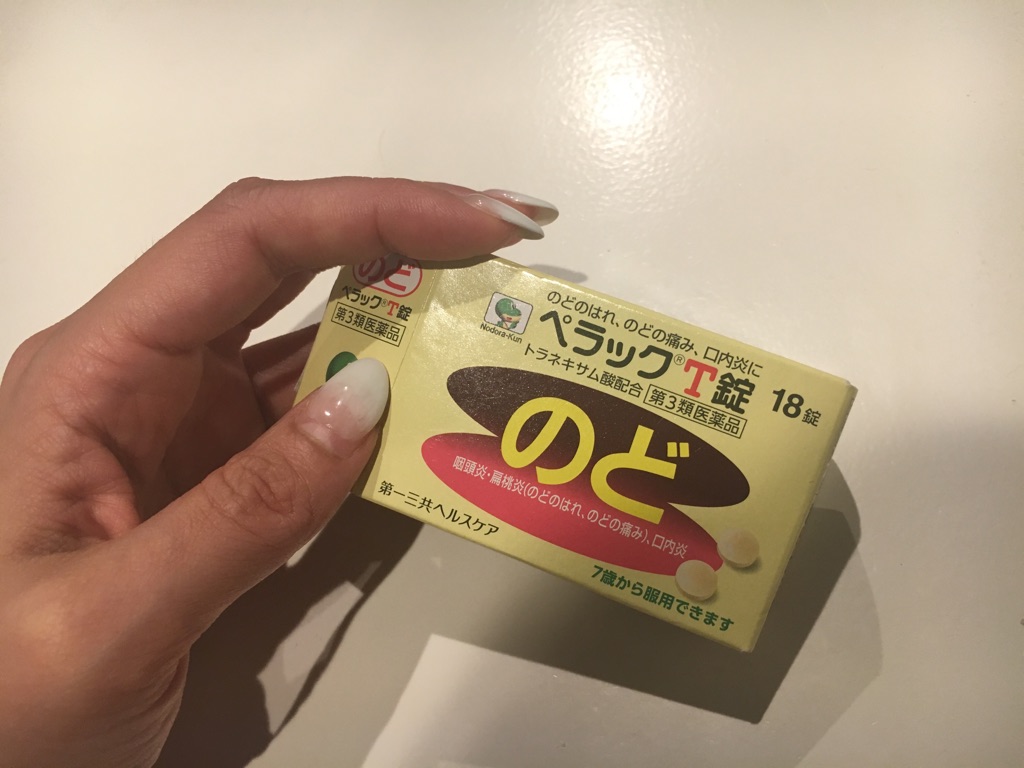 のど
ペラック®T錠
第3類医薬品
Nodora-Kun
のどのはれ、のどの痛み、口内炎に
ペラック®T錠 18錠
トラネキサム酸配合 第3類医薬品
のど
咽頭炎・扁桃炎(のどのはれ、のどの痛み)、口内炎
第一三共ヘルスケア
7歳から服用できます